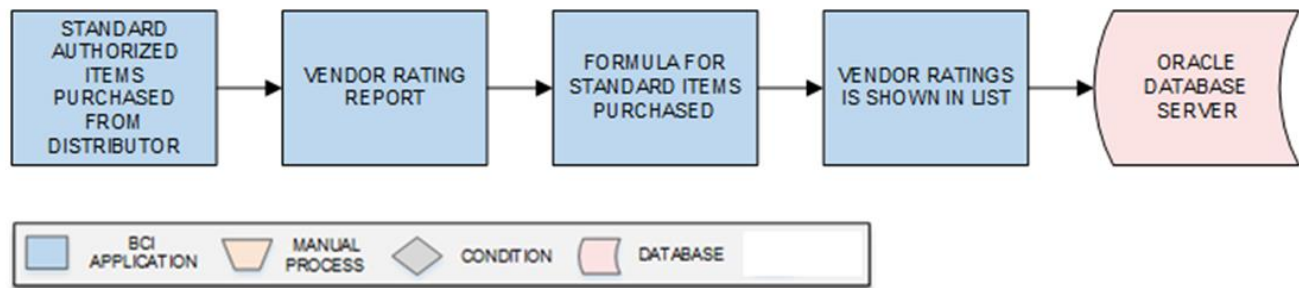 STANDARD
AUTHORIZED
ITEMS
PURCHASED
FROM
DISTRIBUTOR
VENDOR RATING
REPORT
FORMULA FOR
STANDARD ITEMS
PURCHASED
VENDOR RATINGS
IS SHOWN IN LIST
ORACLE
DATABASE
SERVER
BCI
APPLICATION
MANUAL
PROCESS
CONDITION
DATABASE